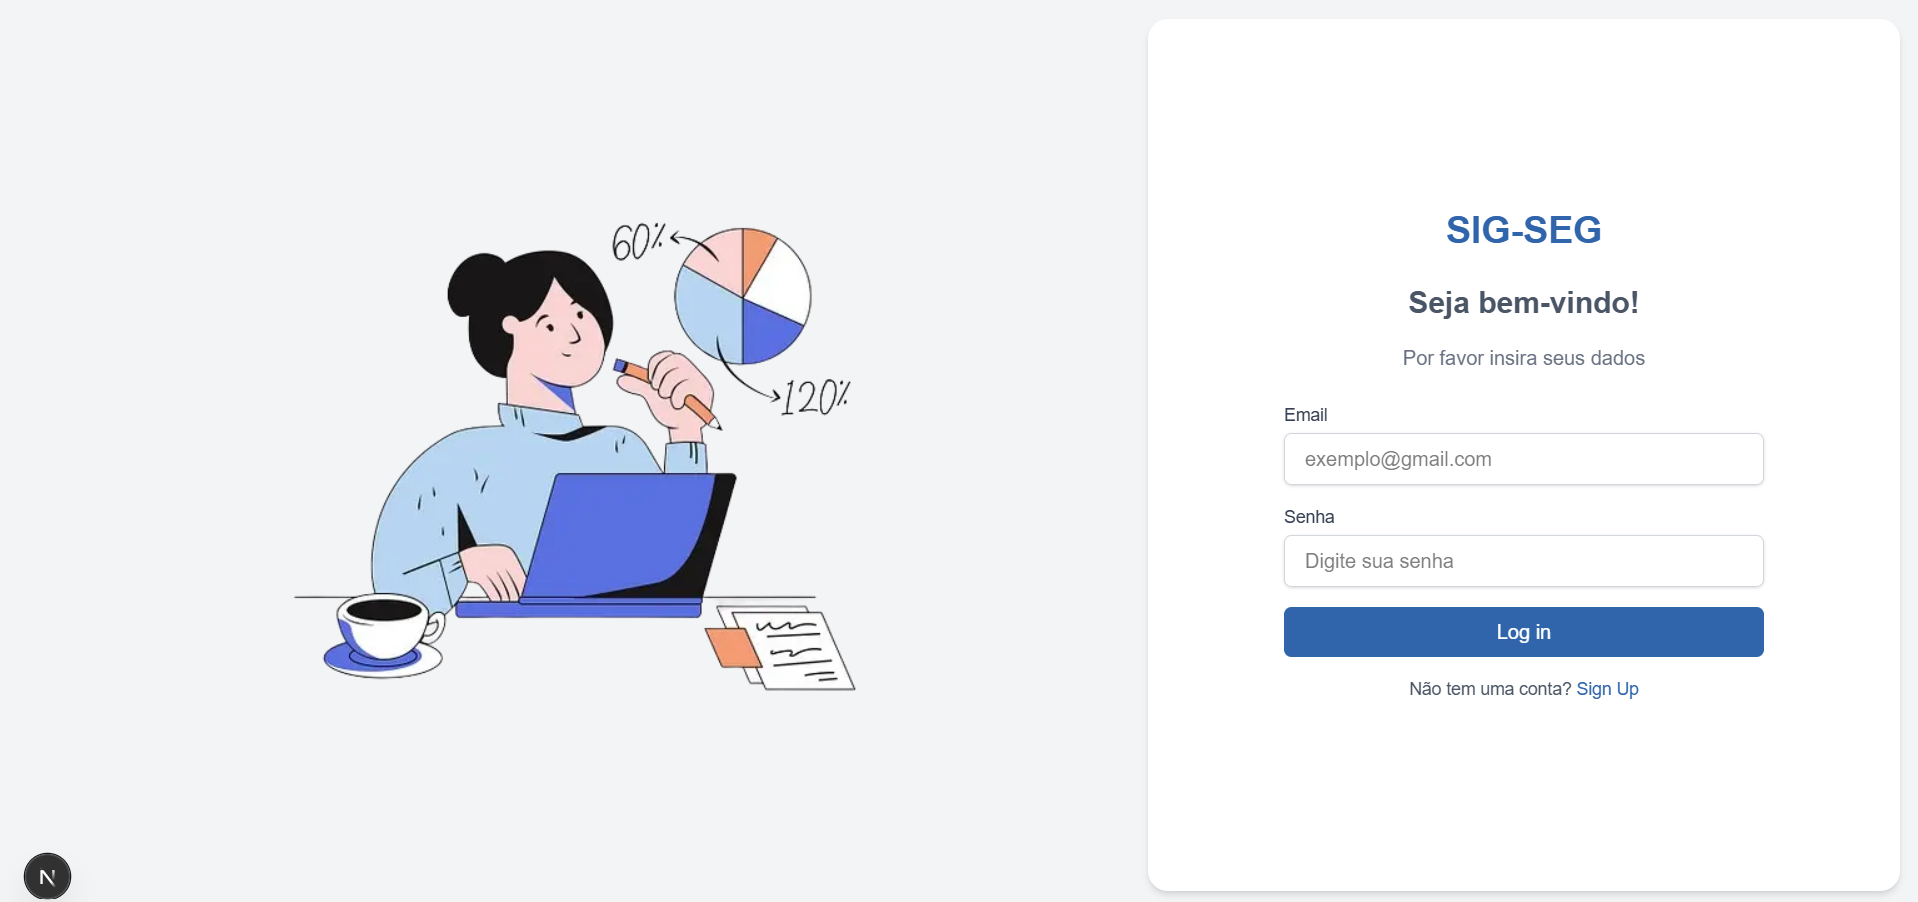 60%
120%
SIG-SEG
Seja bem-vindo!
Por favor insira seus dados
Email
exemplo@gmail.com
Senha
Digite sua senha
Log in
Não tem uma conta? Sign Up
N